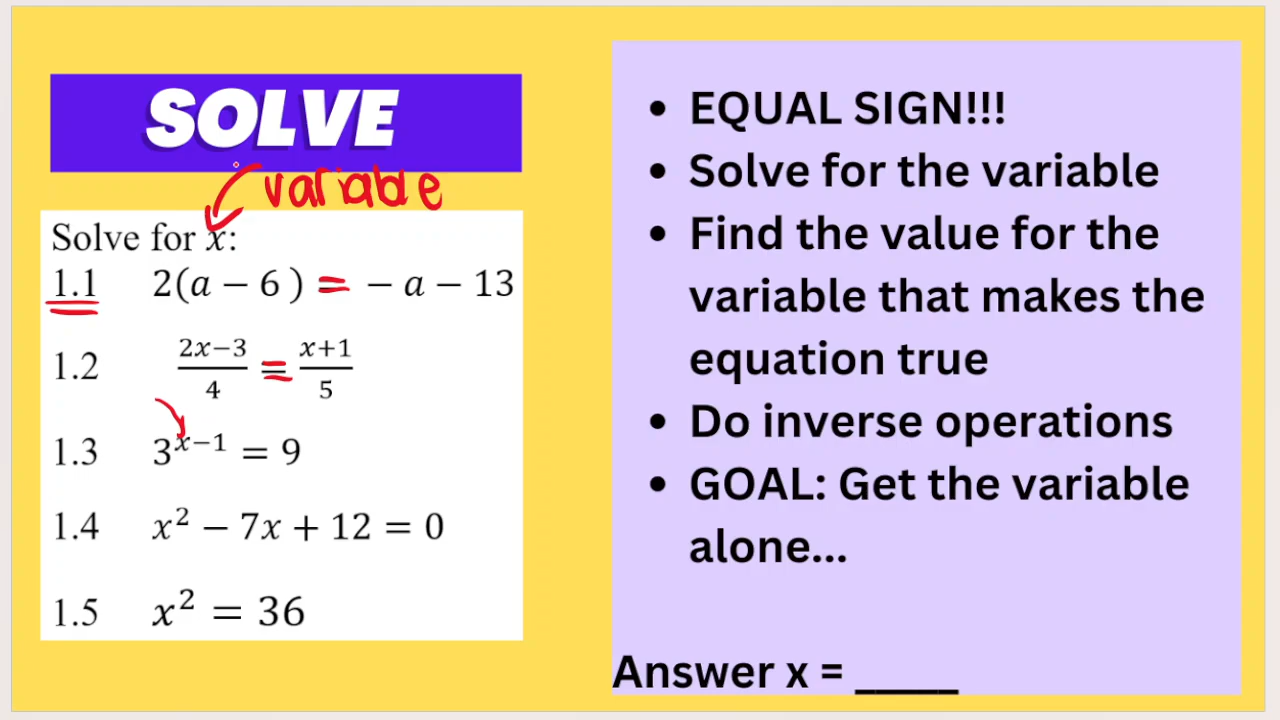 SOLVE
variable
Solve for x:
1.1 2(a − 6 ) = − a − 13
1.2 \frac{2x−3}{4} = \frac{x+1}{5}
1.3 3^{x−1} = 9
1.4 x² − 7x + 12 = 0
1.5 x² = 36
• EQUAL SIGN!!!
• Solve for the variable
• Find the value for the
variable that makes the
equation true
• Do inverse operations
• GOAL: Get the variable
alone...
Answer x = _____